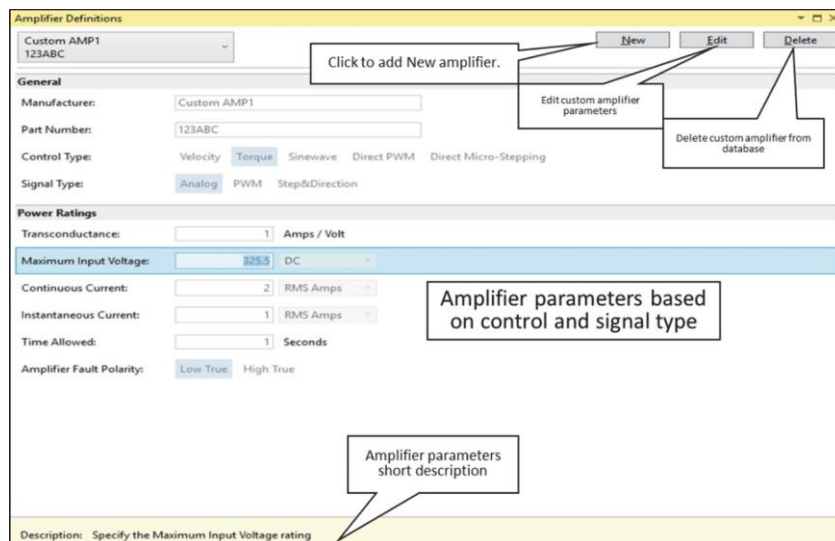 Amplifier Definitions
Custom AMP1
123ABC
New
Edit
Delete
Click to add New amplifier.
Edit custom amplifier
parameters
Delete custom amplifier from
database
General
Manufacturer:
Custom AMP1
Part Number:
123ABC
Control Type:
Velocity Torque Sinewave Direct PWM Direct Micro-Stepping
Signal Type:
Analog PWM Step&Direction
Power Ratings
Transconductance:
1 Amps / Volt
Maximum Input Voltage:
325.5 DC
Continuous Current:
2 RMS Amps
Instantaneous Current:
1 RMS Amps
Time Allowed:
1 Seconds
Amplifier Fault Polarity:
Low True High True
Amplifier parameters based
on control and signal type
Amplifier parameters
short description
Description: Specify the Maximum Input Voltage rating